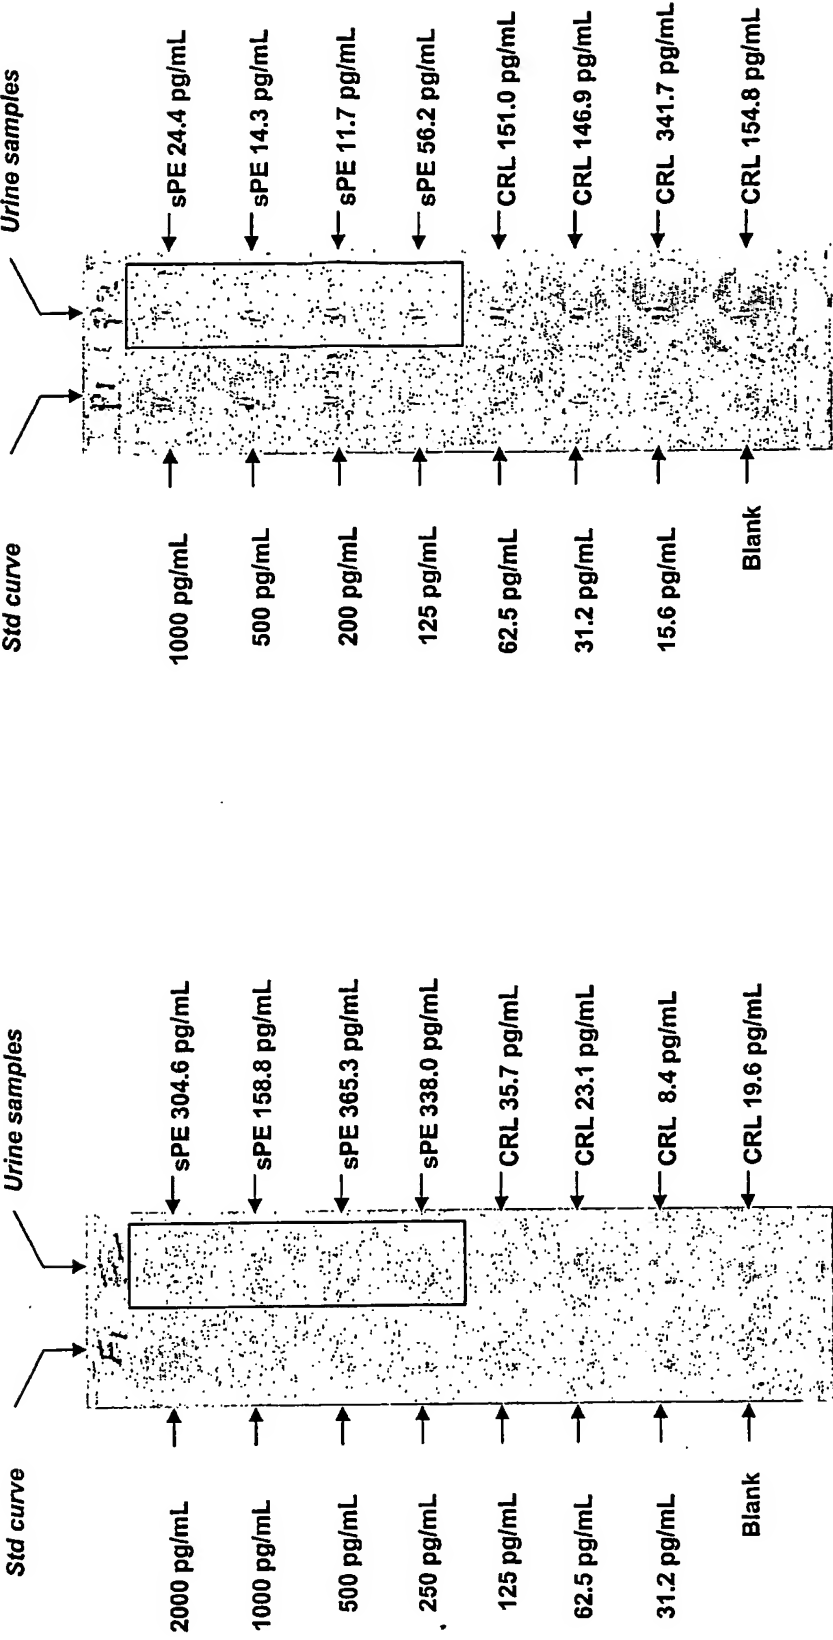 Std curve Urine samples
F1
2000 pg/mL sPE 304.6 pg/mL
1000 pg/mL sPE 158.8 pg/mL
500 pg/mL sPE 365.3 pg/mL
250 pg/mL sPE 338.0 pg/mL
125 pg/mL CRL 35.7 pg/mL
62.5 pg/mL CRL 23.1 pg/mL
31.2 pg/mL CRL 8.4 pg/mL
Blank CRL 19.6 pg/mL
Std curve Urine samples
P1 P2
1000 pg/mL sPE 24.4 pg/mL
500 pg/mL sPE 14.3 pg/mL
200 pg/mL sPE 11.7 pg/mL
125 pg/mL sPE 56.2 pg/mL
62.5 pg/mL CRL 151.0 pg/mL
31.2 pg/mL CRL 146.9 pg/mL
15.6 pg/mL CRL 341.7 pg/mL
Blank CRL 154.8 pg/mL